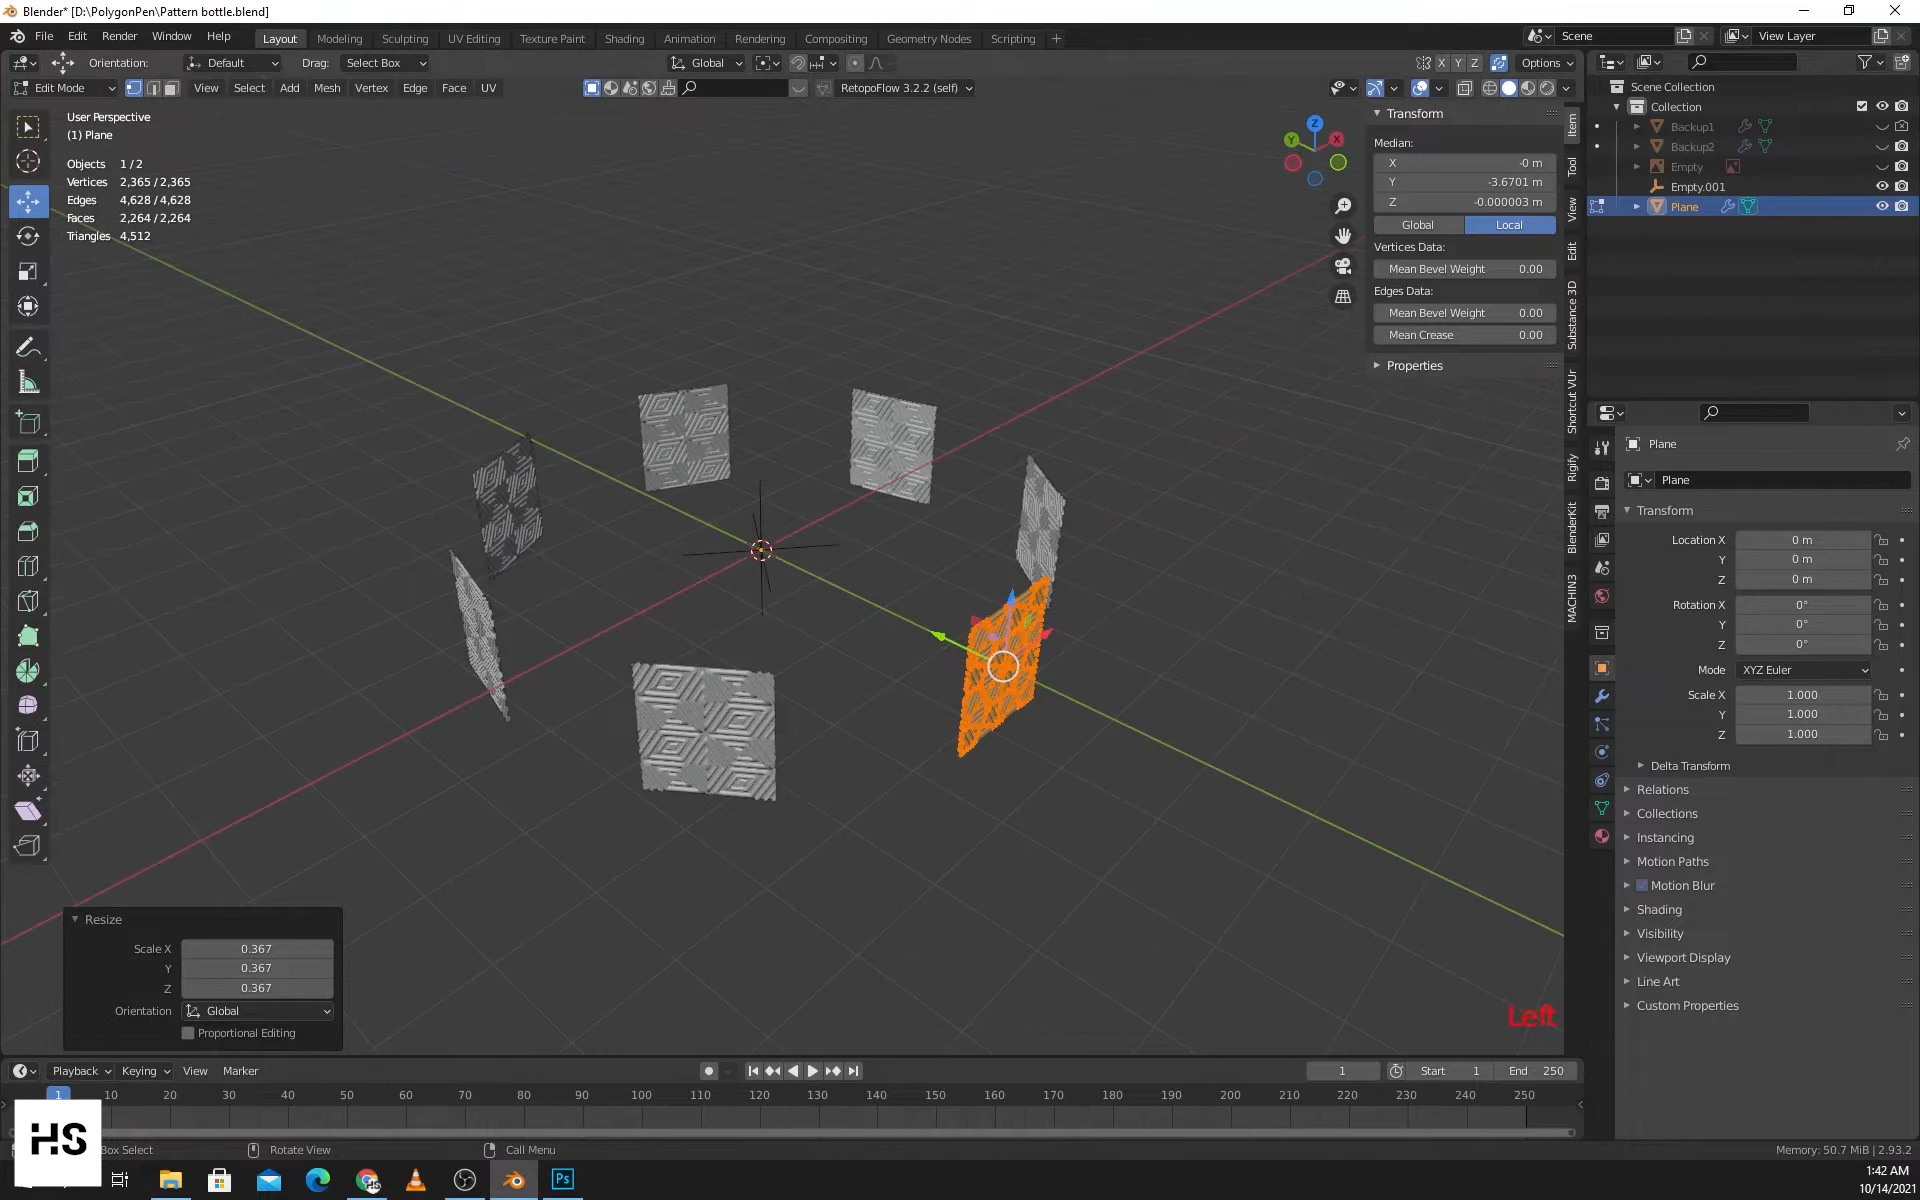 Blender* [D:\PolygonPen\Pattern bottle.blend]
File Edit Render Window Help
Layout Modeling Sculpting UV Editing Texture Paint Shading Animation Rendering Compositing Geometry Nodes Scripting
Scene View Layer
Orientation: Default Drag: Select Box Global X Y Z Options
Edit Mode View Select Add Mesh Vertex Edge Face UV RetopoFlow 3.2.2 (self)
User Perspective
(1) Plane
Objects 1 / 2
Vertices 2,365 / 2,365
Edges 4,628 / 4,628
Faces 2,264 / 2,264
Triangles 4,512
Z
Y
X
Transform
Median:
X -0 m
Y -3.6701 m
Z -0.000003 m
Global Local
Vertices Data:
Mean Bevel Weight 0.00
Edges Data:
Mean Bevel Weight 0.00
Mean Crease 0.00
Properties
Item
Tool
View
Edit
Substance 3D
Shortcut VUr
Rigify
BlenderKit
MACHIN3
Scene Collection
Collection
Backup1
Backup2
Empty
Empty.001
Plane
Plane
Plane
Transform
Location X 0 m
Y 0 m
Z 0 m
Rotation X 0°
Y 0°
Z 0°
Mode XYZ Euler
Scale X 1.000
Y 1.000
Z 1.000
Delta Transform
Relations
Collections
Instancing
Motion Paths
Motion Blur
Shading
Visibility
Viewport Display
Line Art
Custom Properties
Resize
Scale X 0.367
Y 0.367
Z 0.367
Orientation Global
Proportional Editing
Left
Playback Keying View Marker 1 Start 1 End 250
1 10 20 30 40 50 60 70 80 90 100 110 120 130 140 150 160 170 180 190 200 210 220 230 240 250
HS
Box Select Rotate View Call Menu Memory: 50.7 MiB | 2.93.2
Ps
1:42 AM
10/14/2021